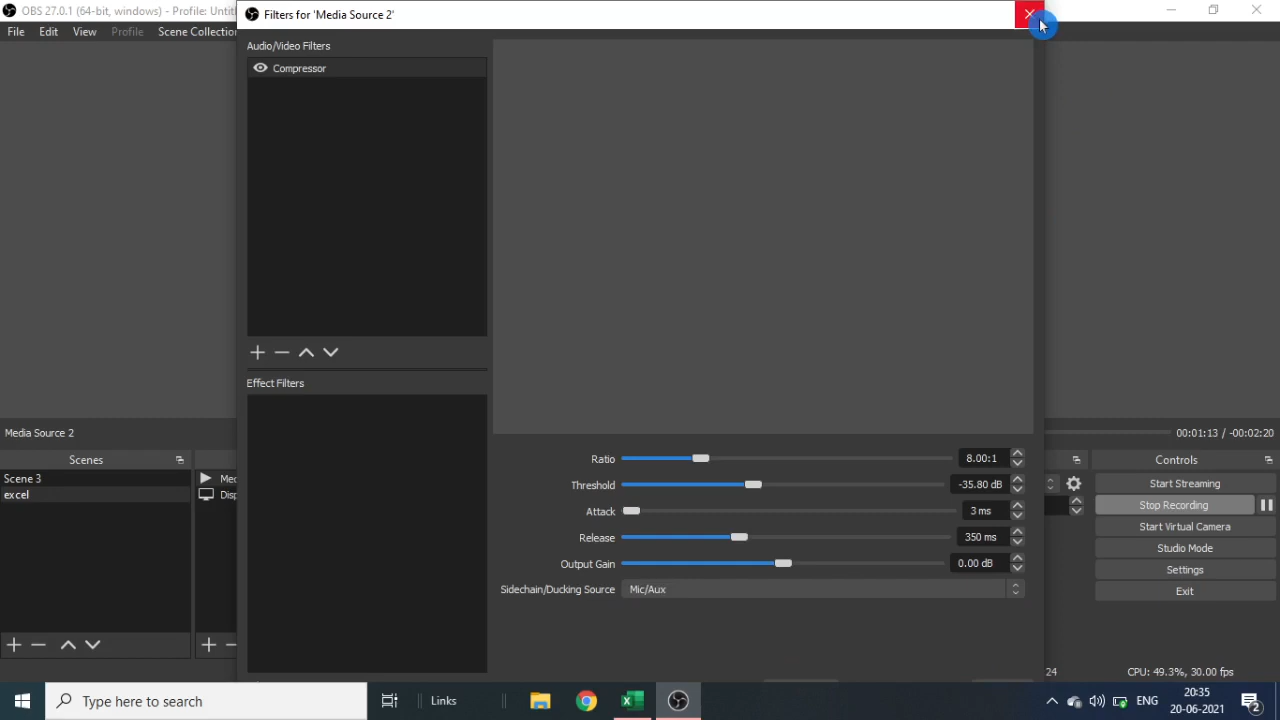 OBS 27.0.1 (64-bit, windows) - Profile: Untitl
Filters for 'Media Source 2'
File Edit View Profile Scene Collection
Audio/Video Filters
Compressor
Effect Filters
Ratio 8.00:1
Threshold -35.80 dB
Attack 3 ms
Release 350 ms
Output Gain 0.00 dB
Sidechain/Ducking Source Mic/Aux
Media Source 2
00:01:13 / -00:02:20
Scenes
Scene 3
excel
Med
Disp
Controls
Start Streaming
Stop Recording
Start Virtual Camera
Studio Mode
Settings
Exit
24 CPU: 49.3%, 30.00 fps
Type here to search
Links
ENG
20:35
20-06-2021
2